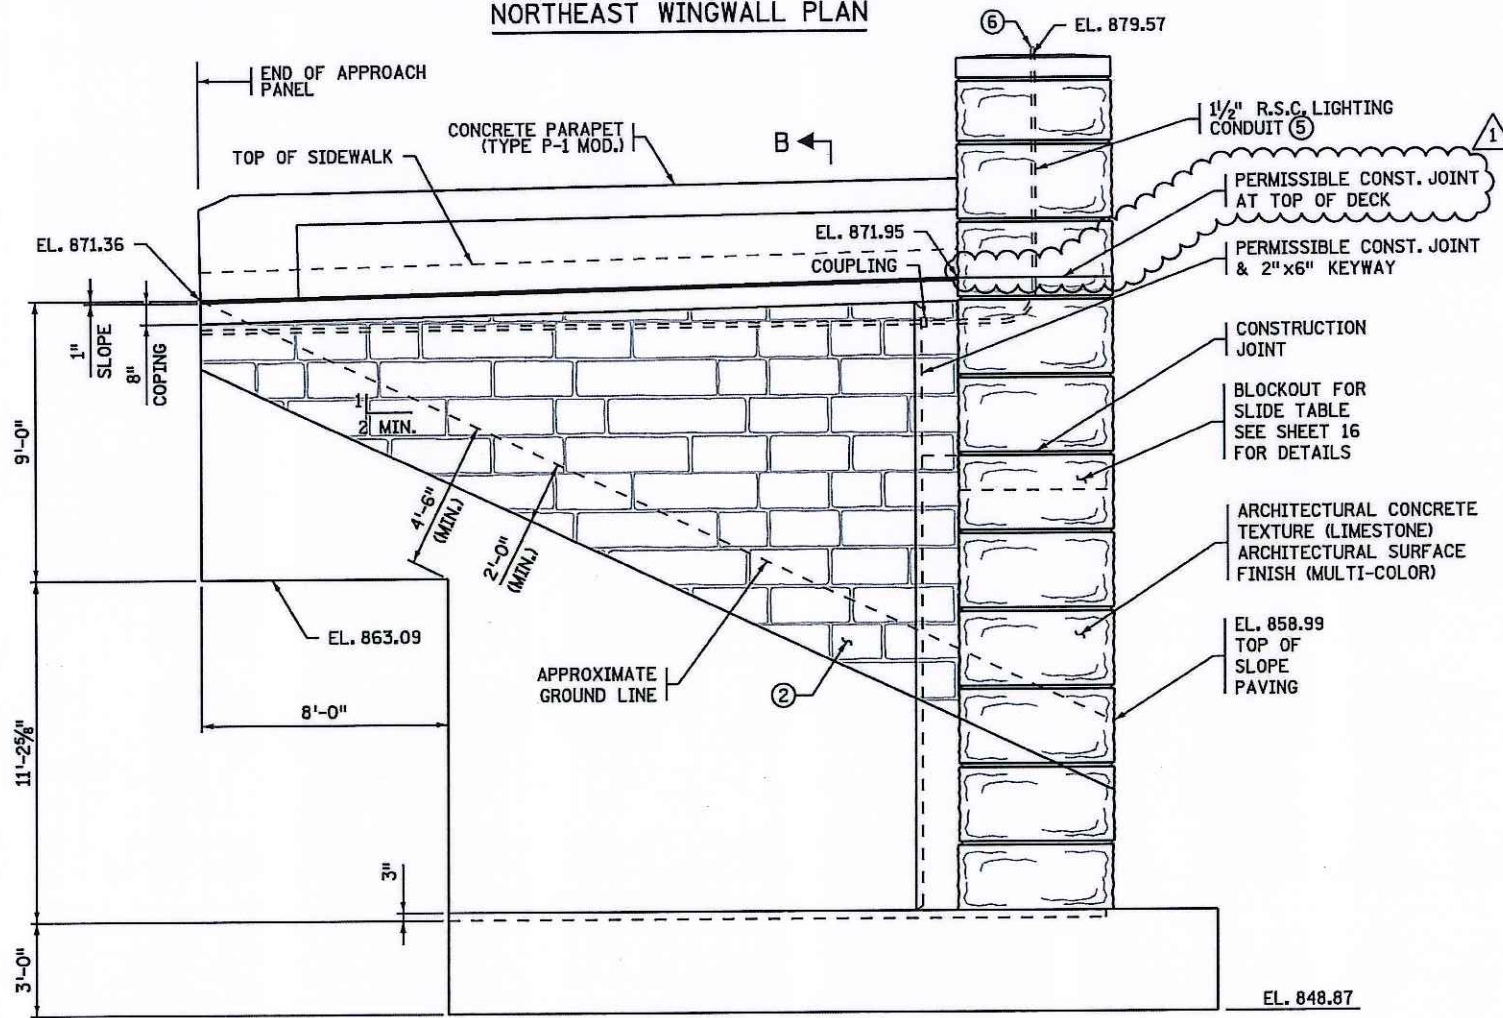 NORTHEAST WINGWALL PLAN
6
EL. 879.57
END OF APPROACH
PANEL
1½" R.S.C. LIGHTING
CONDUIT 5
1
CONCRETE PARAPET
(TYPE P-1 MOD.)
B
TOP OF SIDEWALK
PERMISSIBLE CONST. JOINT
AT TOP OF DECK
EL. 871.36
EL. 871.95
COUPLING
PERMISSIBLE CONST. JOINT
& 2"x6" KEYWAY
1"
SLOPE
8"
COPING
CONSTRUCTION
JOINT
BLOCKOUT FOR
SLIDE TABLE
SEE SHEET 16
FOR DETAILS
1
2 MIN.
9'-0"
4'-6"
(MIN.)
2'-0"
(MIN.)
ARCHITECTURAL CONCRETE
TEXTURE (LIMESTONE)
ARCHITECTURAL SURFACE
FINISH (MULTI-COLOR)
EL. 863.09
EL. 858.99
TOP OF
SLOPE
PAVING
APPROXIMATE
GROUND LINE
2
8'-0"
11'-2⅝"
3"
3'-0"
EL. 848.87